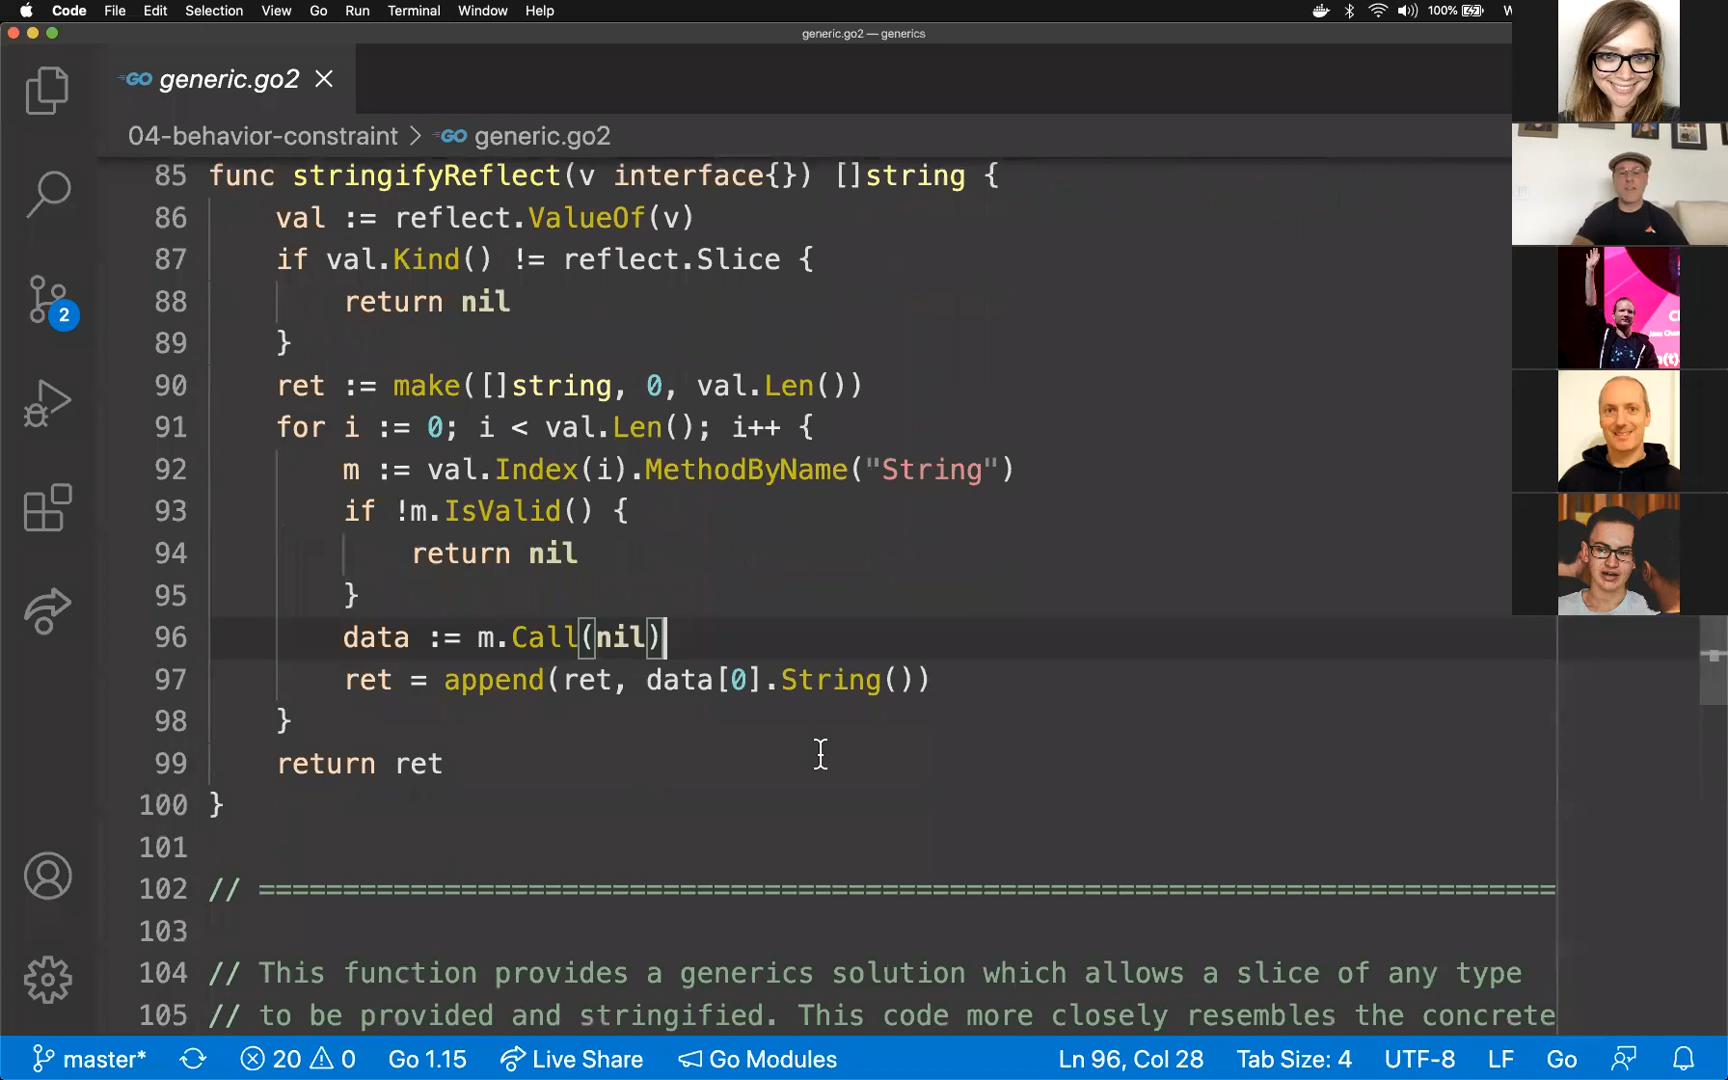 Code File Edit Selection View Go Run Terminal Window Help 100%
generic.go2 — generics
GO generic.go2
04-behavior-constraint > GO generic.go2
85 func stringifyReflect(v interface{}) []string {
86 val := reflect.ValueOf(v)
87 if val.Kind() != reflect.Slice {
88 return nil
89 }
90 ret := make([]string, 0, val.Len())
91 for i := 0; i < val.Len(); i++ {
92 m := val.Index(i).MethodByName("String")
93 if !m.IsValid() {
94 return nil
95 }
96 data := m.Call(nil)
97 ret = append(ret, data[0].String())
98 }
99 return ret
100 }
101
102 // =============================================================================
103
104 // This function provides a generics solution which allows a slice of any type
105 // to be provided and stringified. This code more closely resembles the concrete
2
master* 20 0 Go 1.15 Live Share Go Modules Ln 96, Col 28 Tab Size: 4 UTF-8 LF Go